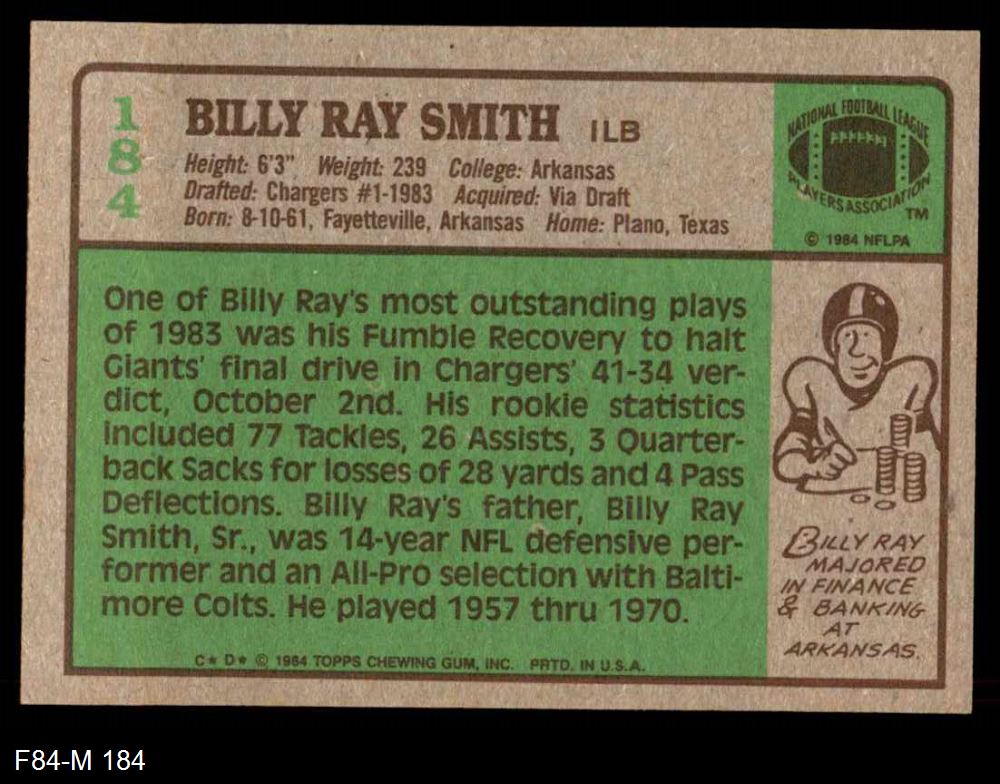 184
BILLY RAY SMITH ILB
Height: 6'3" Weight: 239 College: Arkansas
Drafted: Chargers #1-1983 Acquired: Via Draft
Born: 8-10-61, Fayetteville, Arkansas Home: Plano, Texas
NATIONAL FOOTBALL LEAGUE
PLAYERS ASSOCIATION
TM
© 1984 NFLPA
One of Billy Ray's most outstanding plays
of 1983 was his Fumble Recovery to halt
Giants' final drive in Chargers' 41-34 ver-
dict, October 2nd. His rookie statistics
included 77 Tackles, 26 Assists, 3 Quarter-
back Sacks for losses of 28 yards and 4 Pass
Deflections. Billy Ray's father, Billy Ray
Smith, Sr., was 14-year NFL defensive per-
former and an All-Pro selection with Balti-
more Colts. He played 1957 thru 1970.
BILLY RAY
MAJORED
IN FINANCE
& BANKING
AT
ARKANSAS.
C* D* © 1984 TOPPS CHEWING GUM, INC. PRTD. IN U.S.A.
F84-M 184